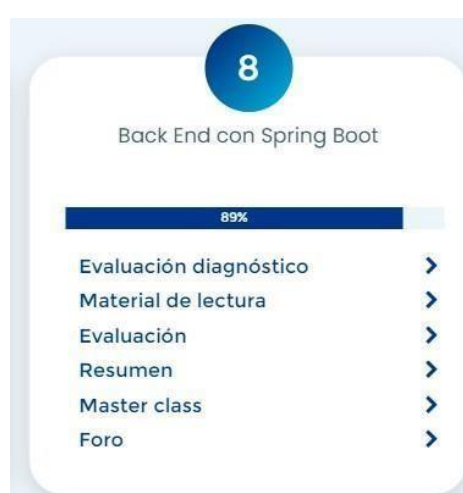 8
Back End con Spring Boot
89%
Evaluación diagnóstico
Material de lectura
Evaluación
Resumen
Master class
Foro